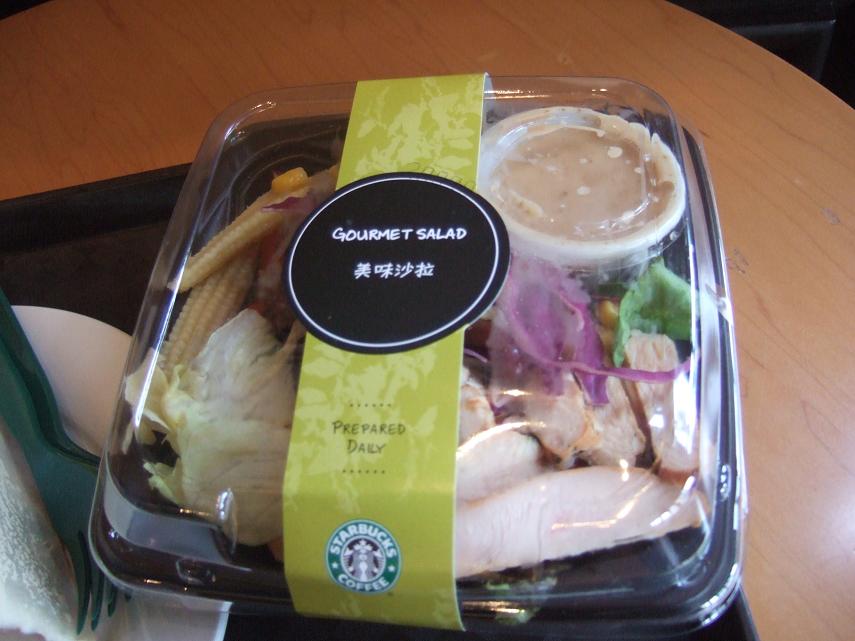 GOURMET SALAD
美味沙拉
PREPARED
DAILY
STARBUCKS
COFFEE